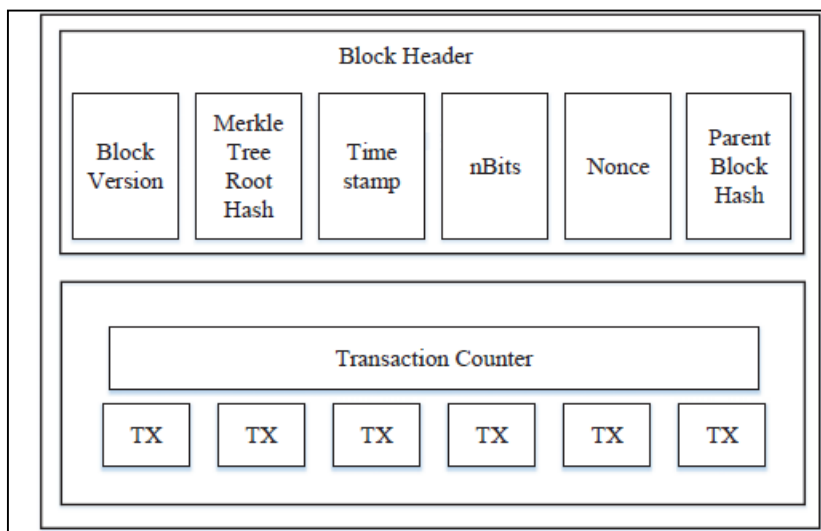 Block Header
Block
Version
Merkle
Tree
Root
Hash
Time
stamp
nBits
Nonce
Parent
Block
Hash
Transaction Counter
TX TX TX TX TX TX